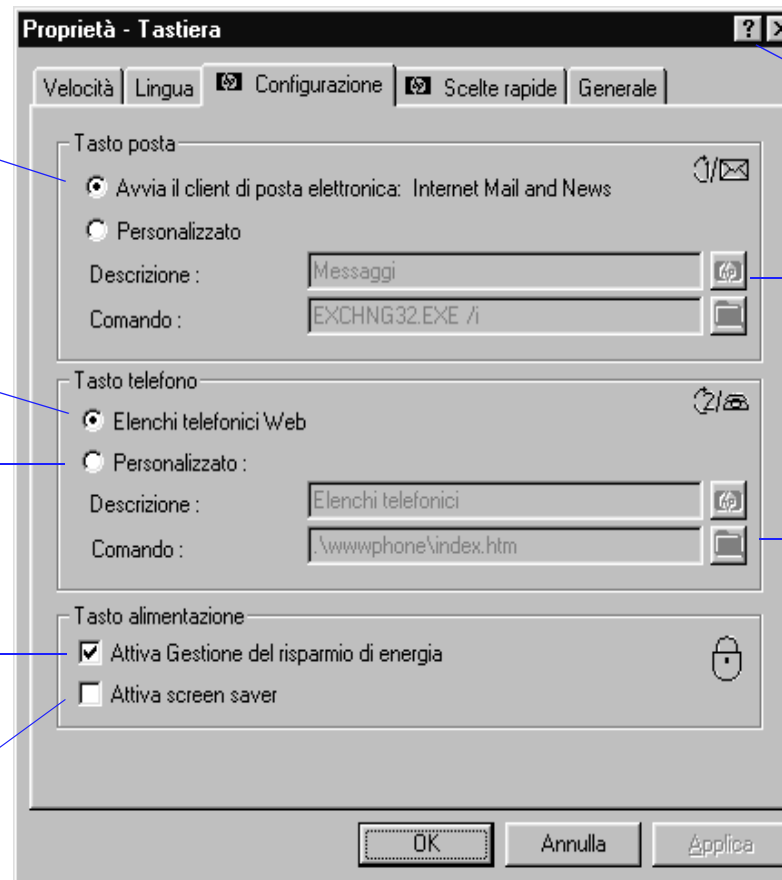 Proprietà - Tastiera
Velocità Lingua Configurazione Scelte rapide Generale
Tasto posta
1/
Avvia il client di posta elettronica: Internet Mail and News
Personalizzato
Descrizione : Messaggi
Comando : EXCHNG32.EXE /i
Tasto telefono
2/
Elenchi telefonici Web
Personalizzato :
Descrizione : Elenchi telefonici
Comando : .\wwwphone\index.htm
Tasto alimentazione
Attiva Gestione del risparmio di energia
Attiva screen saver
OK Annulla Applica